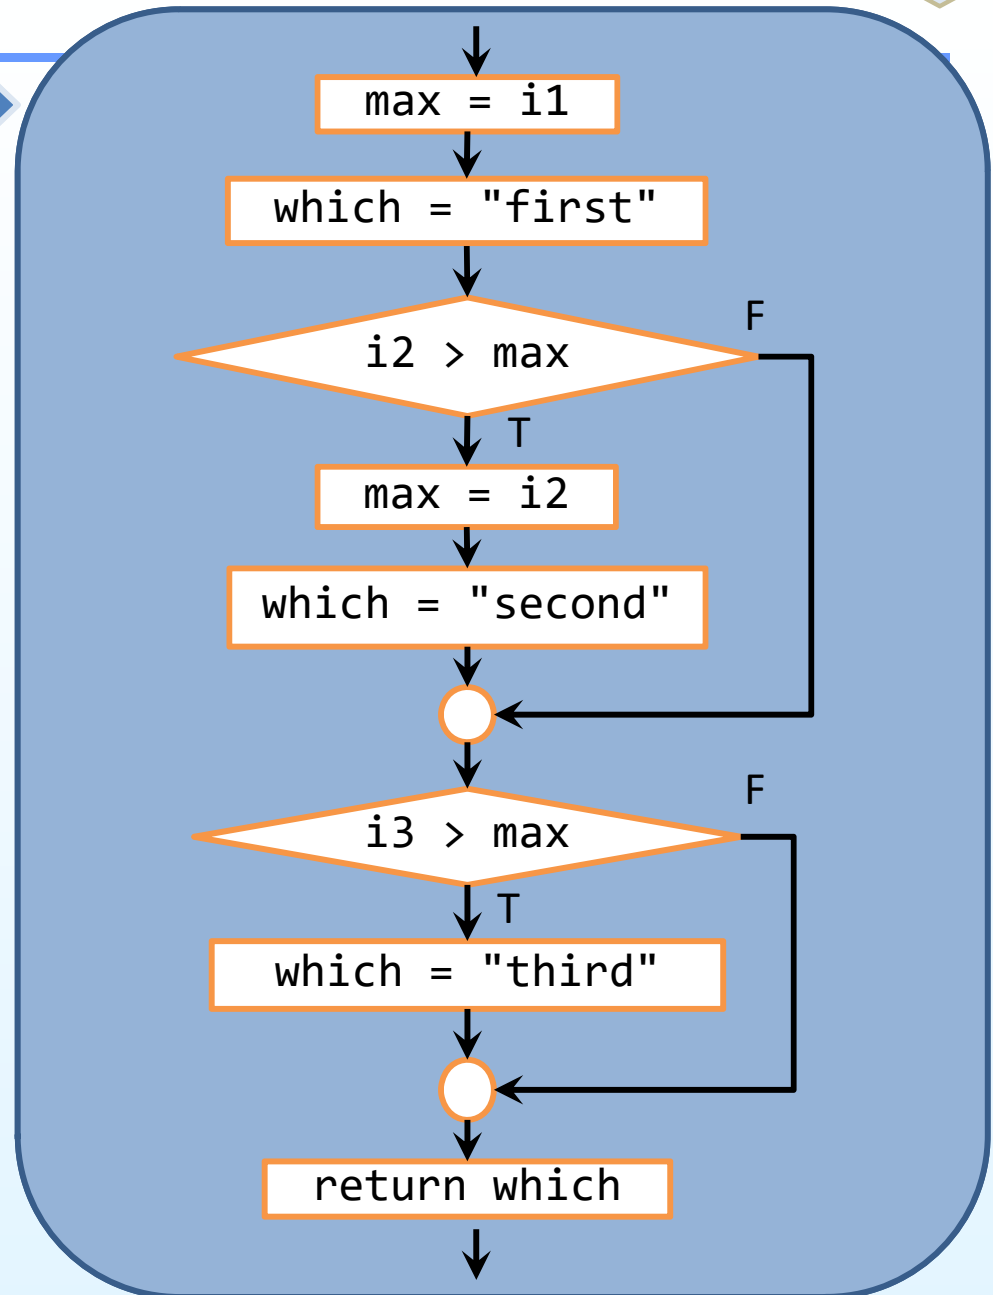 max = i1
which = "first"
F
i2 > max
T
max = i2
which = "second"
F
i3 > max
T
which = "third"
return which